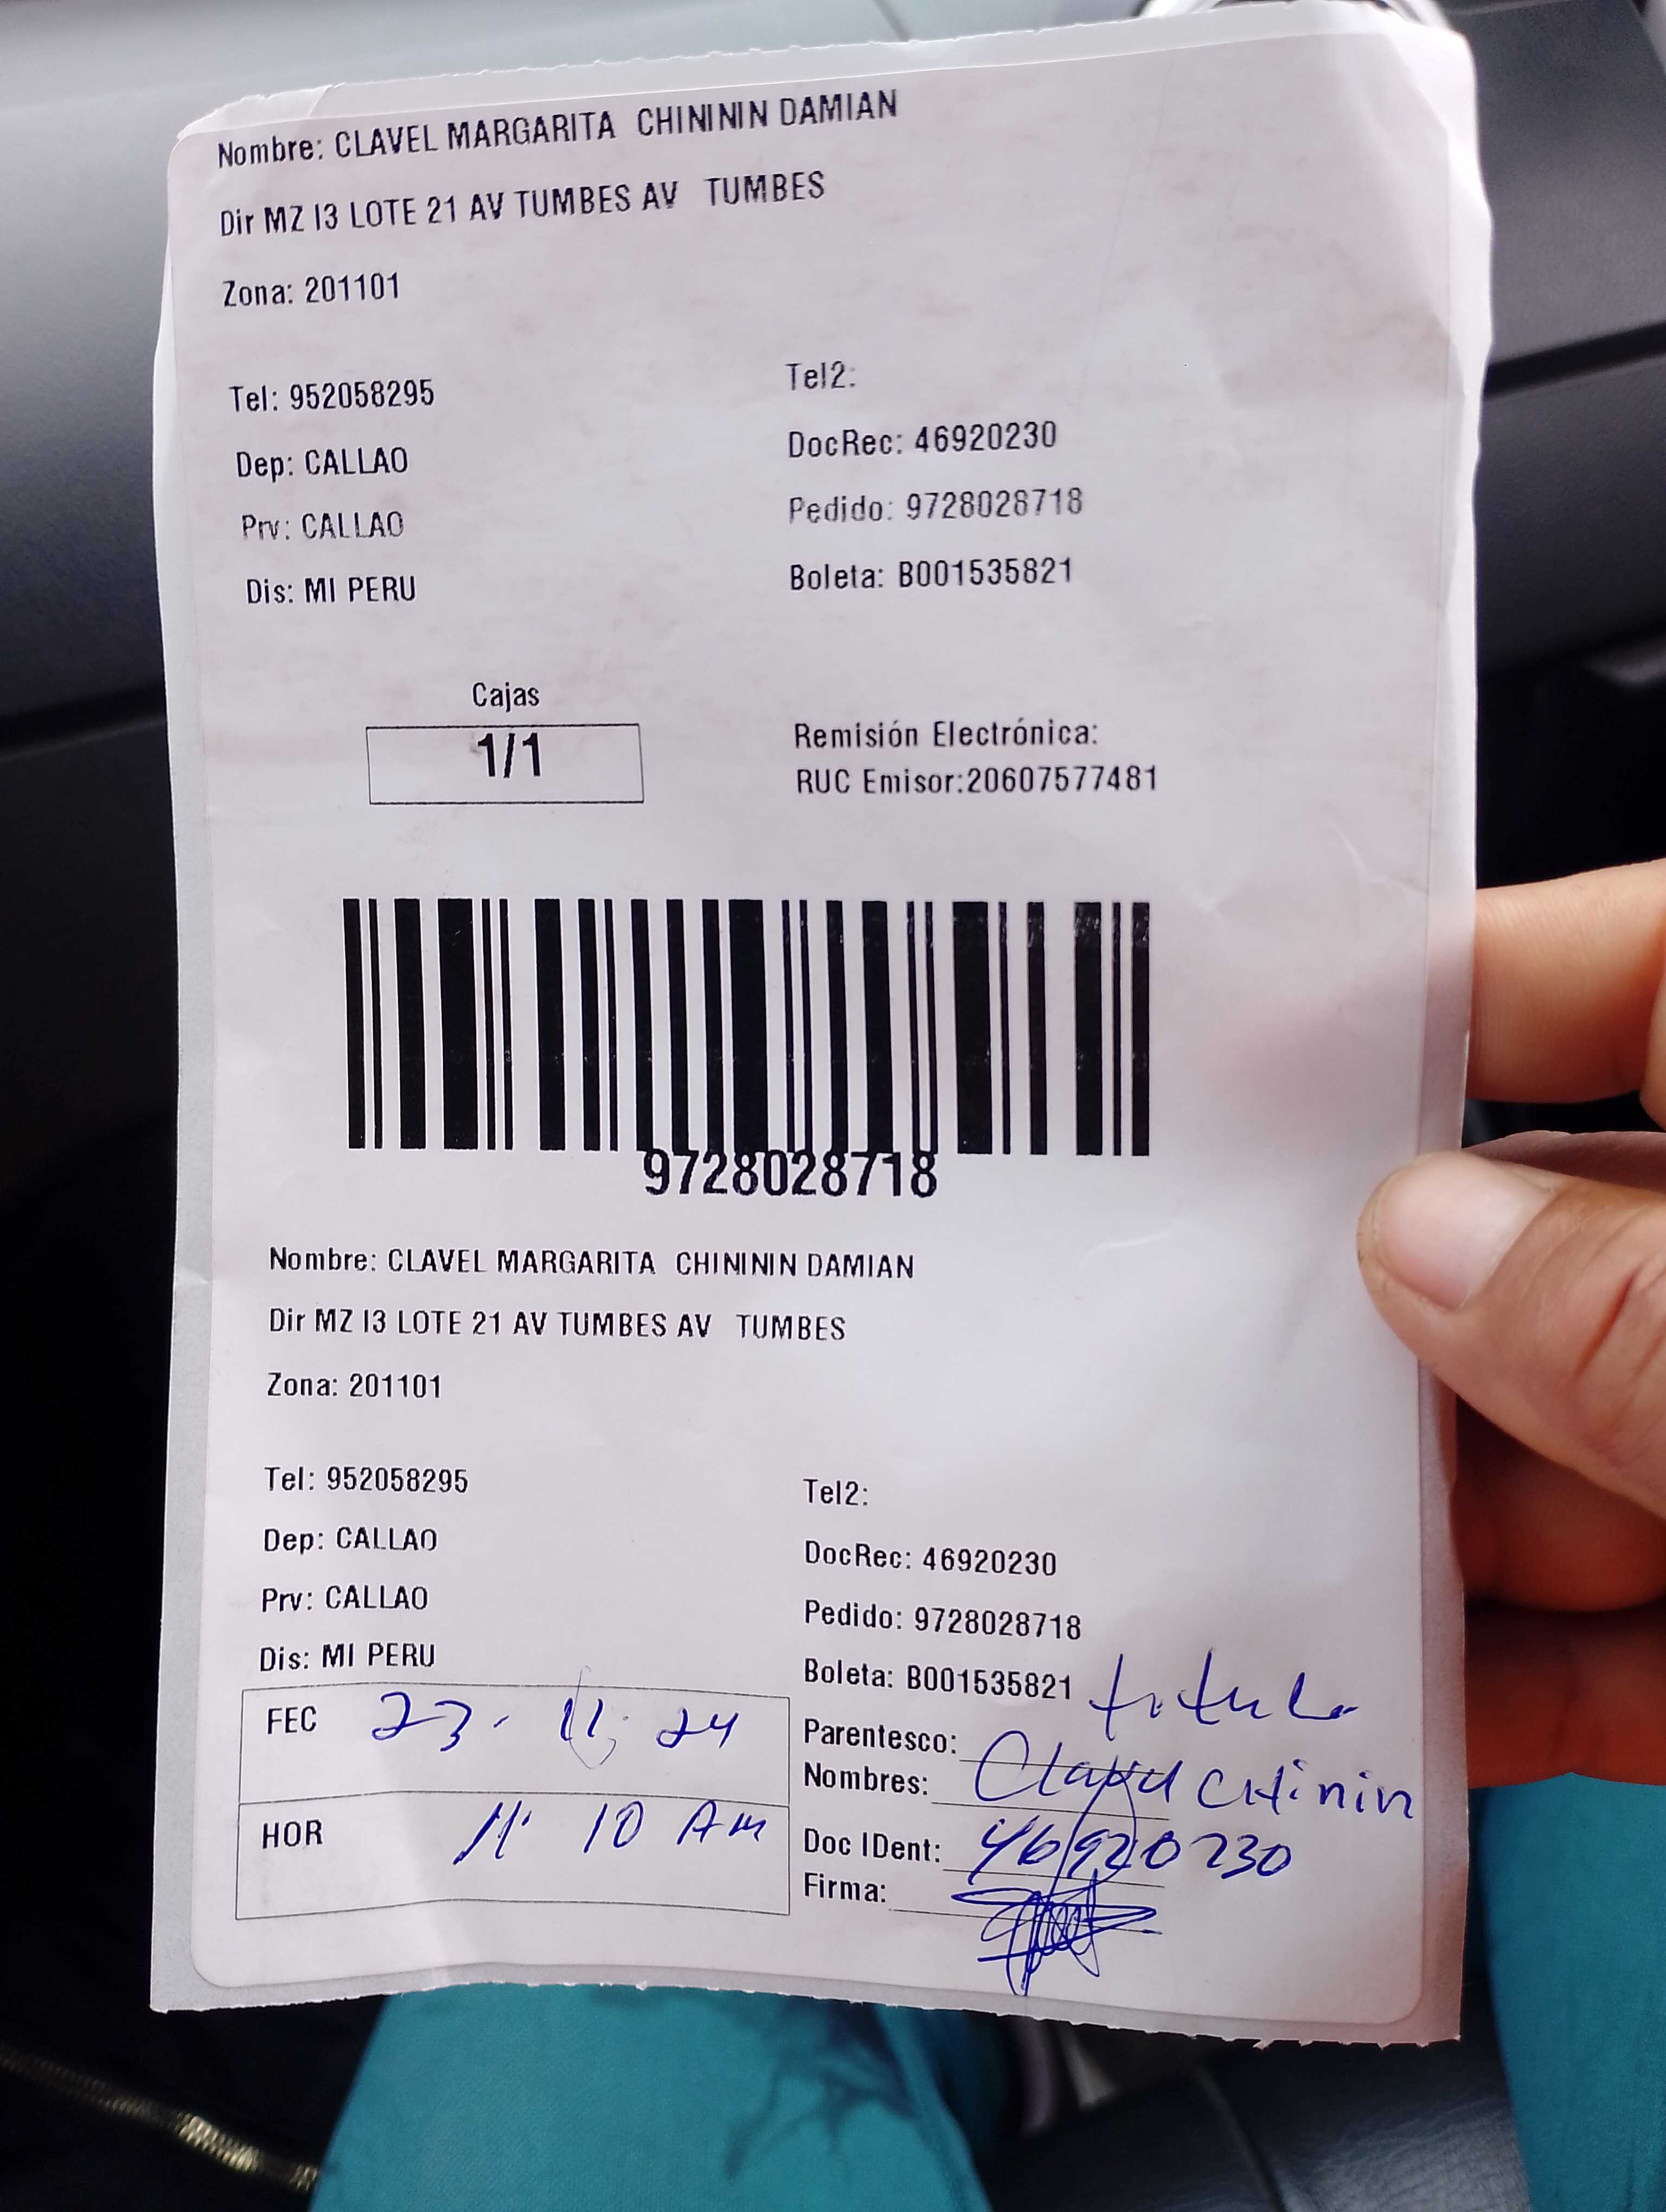 Nombre: CLAVEL MARGARITA CHINININ DAMIAN
Dir MZ I3 LOTE 21 AV TUMBES AV TUMBES
Zona: 201101
Tel: 952058295
Tel2:
Dep: CALLAO
DocRec: 46920230
Prv: CALLAO
Pedido: 9728028718
Dis: MI PERU
Boleta: B001535821
Cajas
1/1
Remisión Electrónica:
RUC Emisor:20607577481
9728028718
Nombre: CLAVEL MARGARITA CHINININ DAMIAN
Dir MZ I3 LOTE 21 AV TUMBES AV TUMBES
Zona: 201101
Tel: 952058295
Tel2:
Dep: CALLAO
DocRec: 46920230
Prv: CALLAO
Pedido: 9728028718
Dis: MI PERU
Boleta: B001535821
FEC 23. 11. 24
Parentesco:
Nombres: Clavel CHininin
HOR 11: 10 Am
Doc IDent: 46920230
Firma: